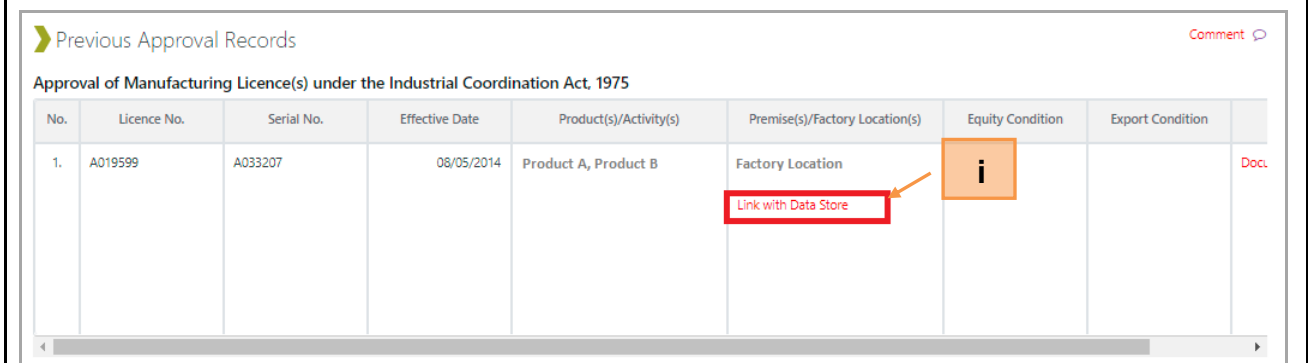 Previous Approval Records
Comment
Approval of Manufacturing Licence(s) under the Industrial Coordination Act, 1975
No. Licence No. Serial No. Effective Date Product(s)/Activity(s) Premise(s)/Factory Location(s) Equity Condition Export Condition
1. A019599 A033207 08/05/2014 Product A, Product B Factory Location Docu
i
Link with Data Store